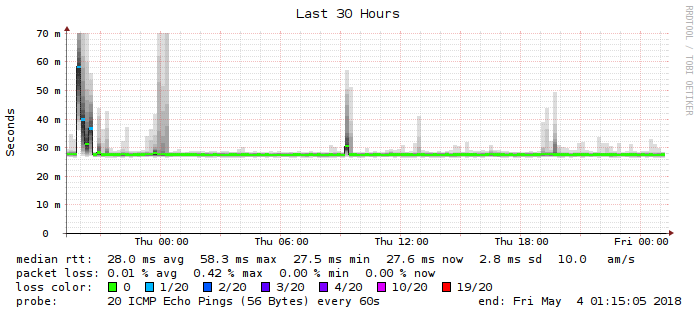 Last 30 Hours
RRDTOOL / TOBI OETIKER
Seconds
70 m
60 m
50 m
40 m
30 m
20 m
10 m
0
Thu 00:00 Thu 06:00 Thu 12:00 Thu 18:00 Fri 00:00
median rtt: 28.0 ms avg 58.3 ms max 27.5 ms min 27.6 ms now 2.8 ms sd 10.0 am/s
packet loss: 0.01 % avg 0.42 % max 0.00 % min 0.00 % now
loss color: 0 1/20 2/20 3/20 4/20 10/20 19/20
probe: 20 ICMP Echo Pings (56 Bytes) every 60s end: Fri May 4 01:15:05 2018